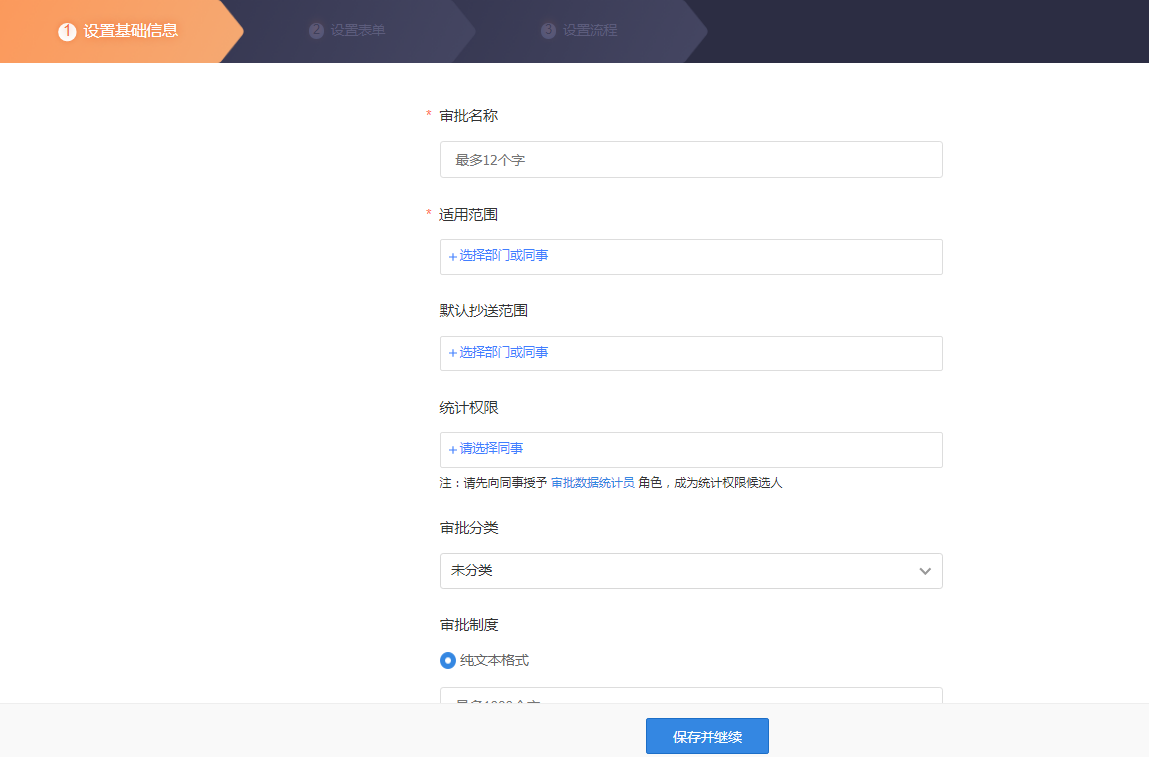 1 设置基础信息
2 设置表单
3 设置流程
* 审批名称
最多12个字
* 适用范围
+选择部门或同事
默认抄送范围
+选择部门或同事
统计权限
+请选择同事
注：请先向同事授予 审批数据统计员 角色，成为统计权限候选人
审批分类
未分类
审批制度
纯文本格式
保存并继续